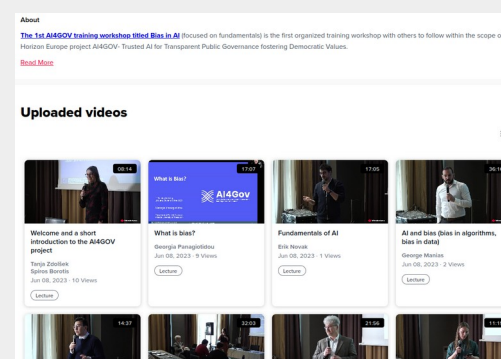 About
The 1st AI4GOV training workshop titled Bias in AI (focused on fundamentals) is the first organized training workshop with others to follow within the scope o
Horizon Europe project AI4GOV- Trusted AI for Transparent Public Governance fostering Democratic Values.
Read More
Uploaded videos
08:14
17:07
17:05
36:16
What is Bias?
AI4Gov
Welcome and a short
introduction to the AI4GOV
project
Tanja Zdolšek
Spiros Borotis
Jun 08, 2023 · 10 Views
Lecture
What is bias?
Georgia Panagiotidou
Jun 08, 2023 · 9 Views
Lecture
Fundamentals of AI
Erik Novak
Jun 08, 2023 · 1 Views
Lecture
AI and bias (bias in algorithms,
bias in data)
George Manias
Jun 08, 2023 · 2 Views
Lecture
14:37
32:03
21:56